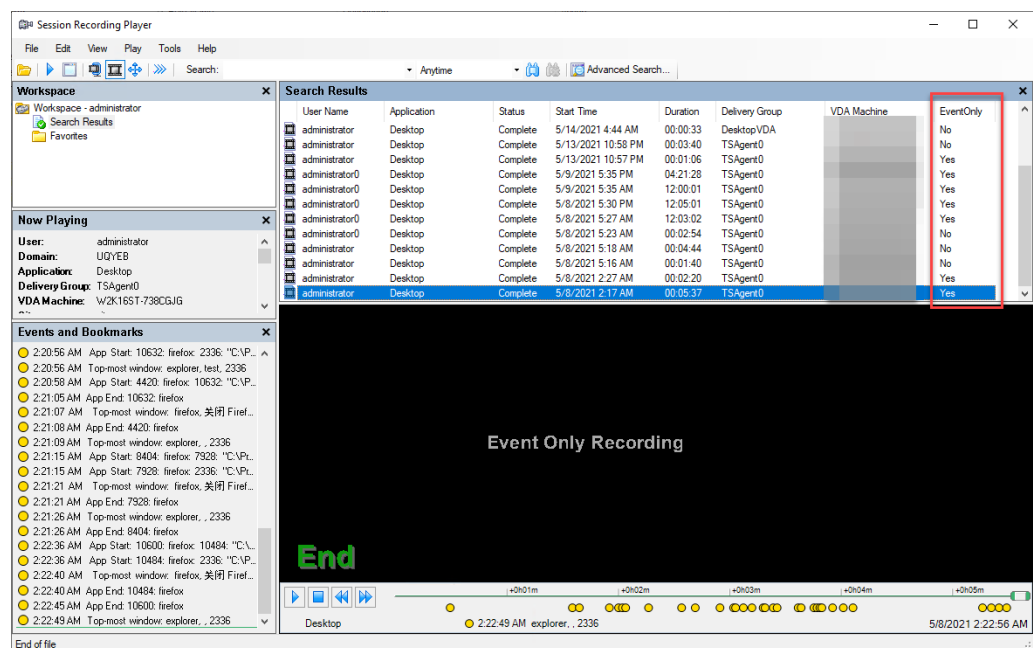 Session Recording Player
File Edit View Play Tools Help
Search: Anytime Advanced Search...
Workspace
Workspace - administrator
Search Results
Favorites
Now Playing
User: administrator
Domain: UQYEB
Application: Desktop
Delivery Group: TSAgent0
VDA Machine: W2K16ST-738CGJG
Events and Bookmarks
2:20:56 AM App Start: 10632: firefox: 2336: "C:\P...
2:20:56 AM Top-most window: explorer, test, 2336
2:20:58 AM App Start: 4420: firefox: 10632: "C:\P...
2:21:05 AM App End: 10632: firefox
2:21:07 AM Top-most window: firefox, 关闭 Firef...
2:21:08 AM App End: 4420: firefox
2:21:09 AM Top-most window: explorer, , 2336
2:21:15 AM App Start: 8404: firefox: 7928: "C:\Pr...
2:21:15 AM App Start: 7928: firefox: 2336: "C:\Pr...
2:21:21 AM Top-most window: firefox, 关闭 Firef...
2:21:21 AM App End: 7928: firefox
2:21:26 AM Top-most window: explorer, , 2336
2:21:26 AM App End: 8404: firefox
2:22:36 AM App Start: 10600: firefox: 10484: "C:\...
2:22:36 AM App Start: 10484: firefox: 2336: "C:\P...
2:22:40 AM Top-most window: firefox, 关闭 Firef...
2:22:40 AM App End: 10484: firefox
2:22:45 AM App End: 10600: firefox
2:22:49 AM Top-most window: explorer, , 2336
Search Results
User Name Application Status Start Time Duration Delivery Group VDA Machine EventOnly
administrator Desktop Complete 5/14/2021 4:44 AM 00:00:33 DesktopVDA No
administrator Desktop Complete 5/13/2021 10:58 PM 00:03:40 TSAgent0 No
administrator Desktop Complete 5/13/2021 10:57 PM 00:01:06 TSAgent0 Yes
administrator0 Desktop Complete 5/9/2021 5:35 PM 04:21:28 TSAgent0 Yes
administrator0 Desktop Complete 5/9/2021 5:35 AM 12:00:01 TSAgent0 Yes
administrator0 Desktop Complete 5/8/2021 5:30 PM 12:05:01 TSAgent0 Yes
administrator0 Desktop Complete 5/8/2021 5:27 AM 12:03:02 TSAgent0 Yes
administrator0 Desktop Complete 5/8/2021 5:23 AM 00:02:54 TSAgent0 No
administrator Desktop Complete 5/8/2021 5:18 AM 00:04:44 TSAgent0 No
administrator Desktop Complete 5/8/2021 5:16 AM 00:01:40 TSAgent0 No
administrator Desktop Complete 5/8/2021 2:27 AM 00:02:20 TSAgent0 Yes
administrator Desktop Complete 5/8/2021 2:17 AM 00:05:37 TSAgent0 Yes
Event Only Recording
End
+0h01m +0h02m +0h03m +0h04m +0h05m
Desktop 2:22:49 AM explorer, , 2336 5/8/2021 2:22:56 AM
End of file